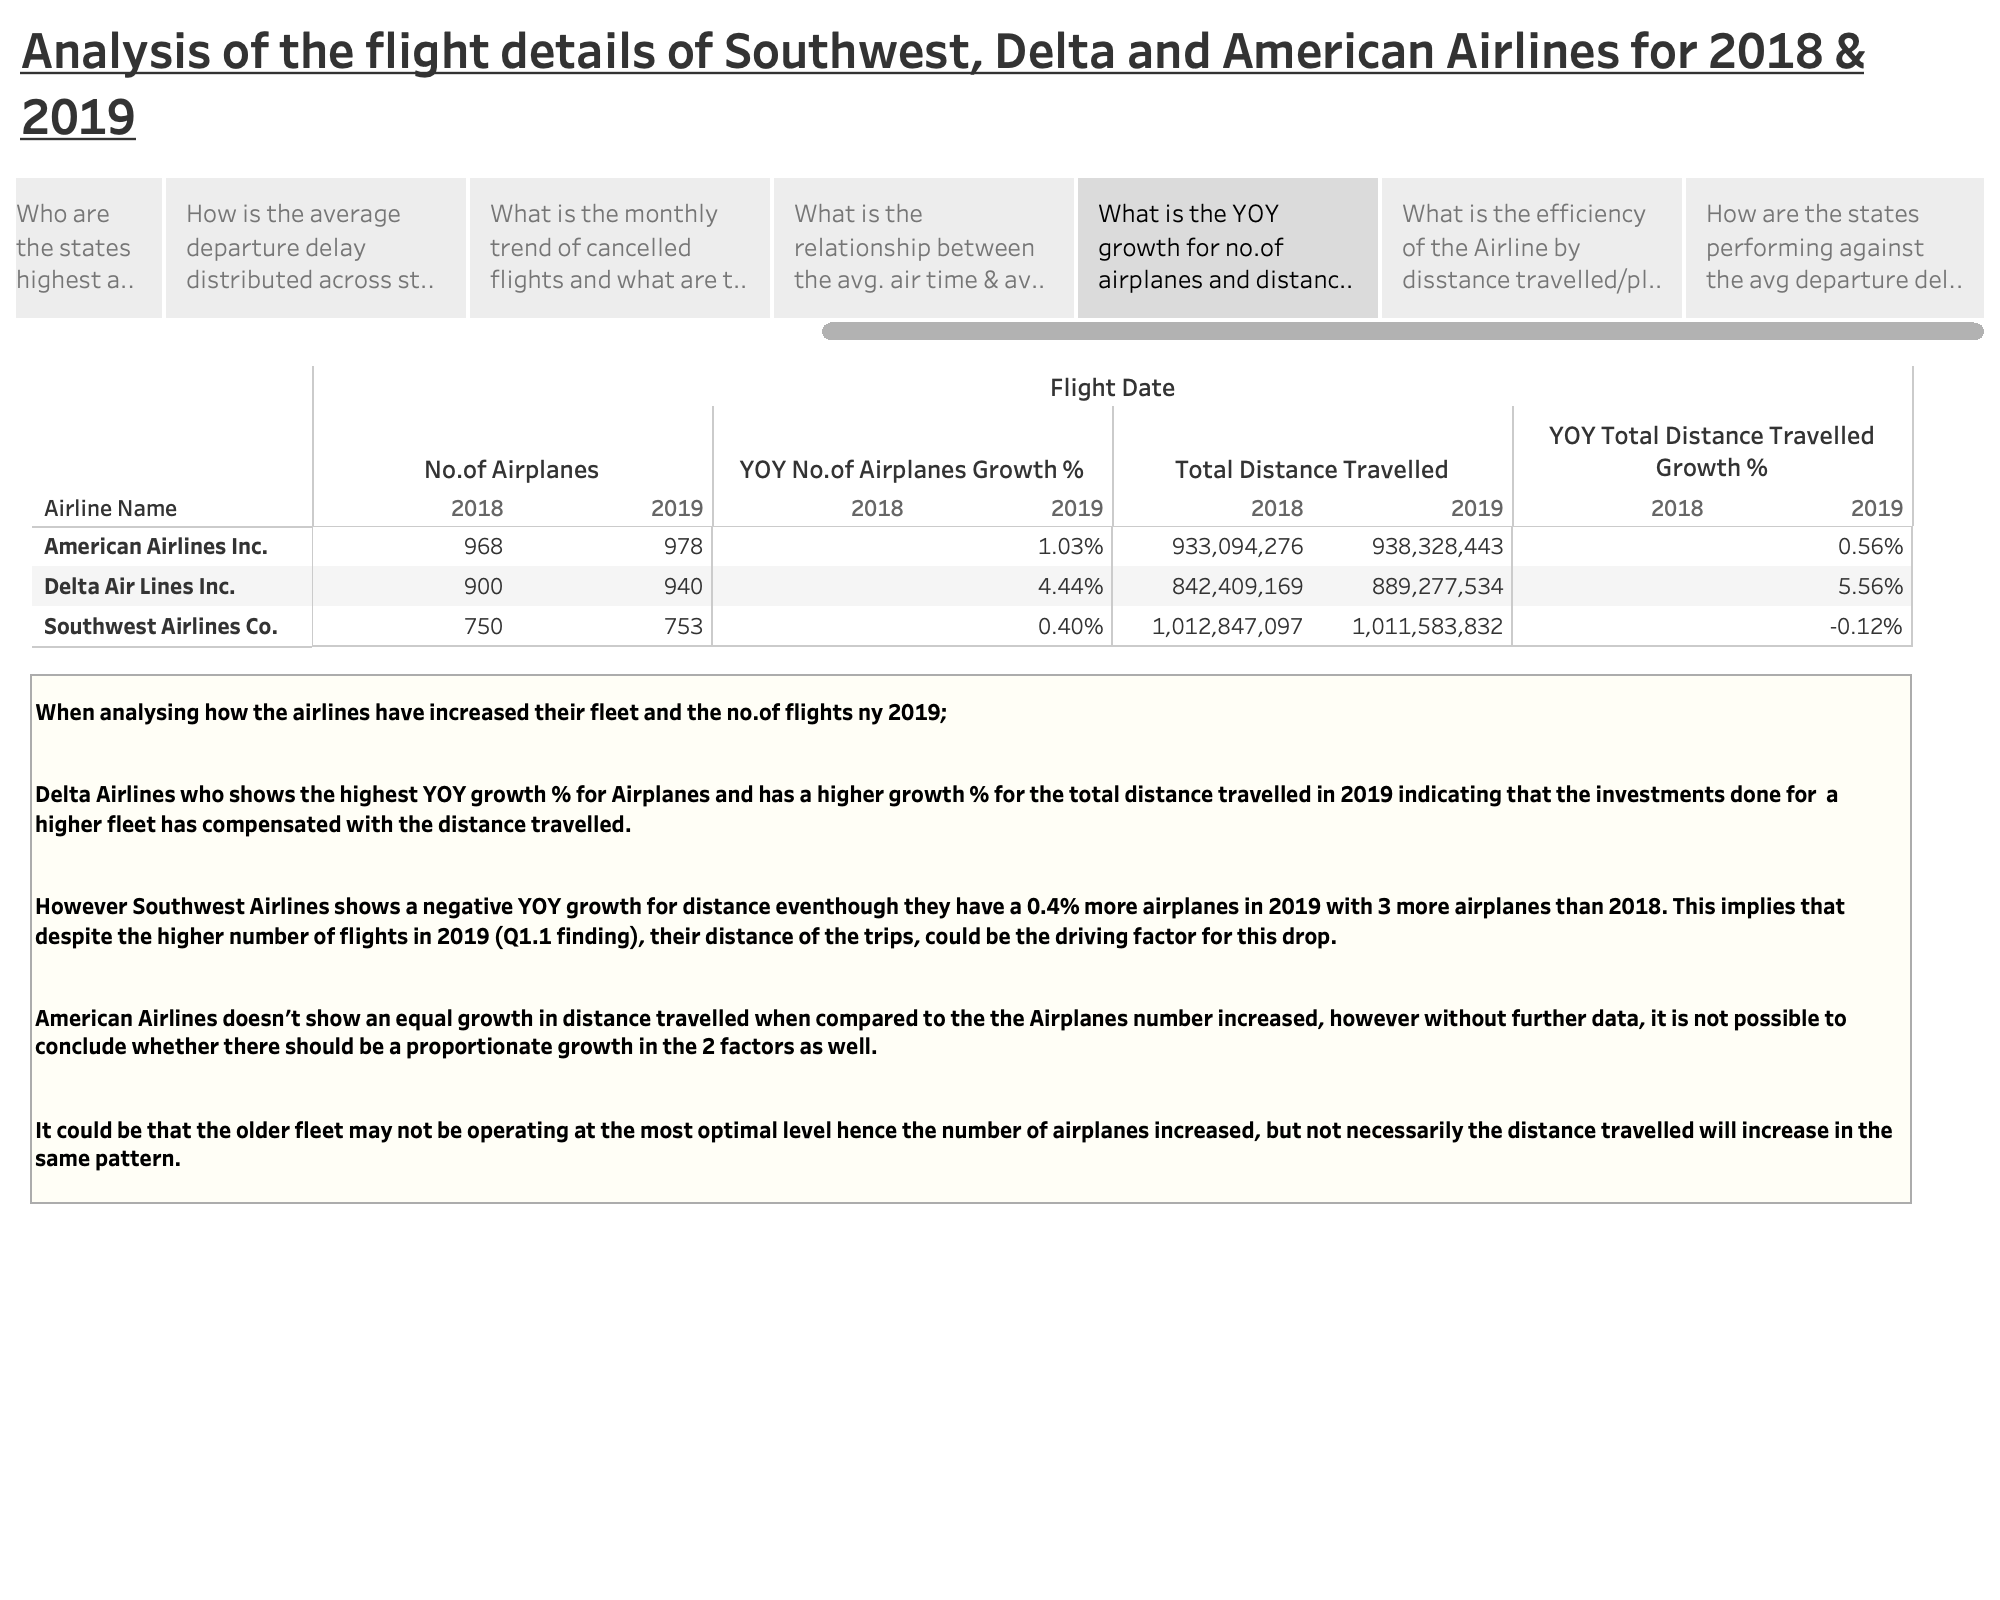 Analysis of the flight details of Southwest, Delta and American Airlines for 2018 &
2019
Who are
the states
highest a..
How is the average
departure delay
distributed across st..
What is the monthly
trend of cancelled
flights and what are t..
What is the
relationship between
the avg. air time & av..
What is the YOY
growth for no.of
airplanes and distanc..
What is the efficiency
of the Airline by
disstance travelled/pl..
How are the states
performing against
the avg departure del..
Flight Date
No.of Airplanes
YOY No.of Airplanes Growth %
Total Distance Travelled
YOY Total Distance Travelled
Growth %
Airline Name 2018 2019 2018 2019 2018 2019 2018 2019
American Airlines Inc. 968 978 1.03% 933,094,276 938,328,443 0.56%
Delta Air Lines Inc. 900 940 4.44% 842,409,169 889,277,534 5.56%
Southwest Airlines Co. 750 753 0.40% 1,012,847,097 1,011,583,832 -0.12%
When analysing how the airlines have increased their fleet and the no.of flights ny 2019;
Delta Airlines who shows the highest YOY growth % for Airplanes and has a higher growth % for the total distance travelled in 2019 indicating that the investments done for  a
higher fleet has compensated with the distance travelled.
However Southwest Airlines shows a negative YOY growth for distance eventhough they have a 0.4% more airplanes in 2019 with 3 more airplanes than 2018. This implies that
despite the higher number of flights in 2019 (Q1.1 finding), their distance of the trips, could be the driving factor for this drop.
American Airlines doesn’t show an equal growth in distance travelled when compared to the the Airplanes number increased, however without further data, it is not possible to
conclude whether there should be a proportionate growth in the 2 factors as well.
It could be that the older fleet may not be operating at the most optimal level hence the number of airplanes increased, but not necessarily the distance travelled will increase in the
same pattern.